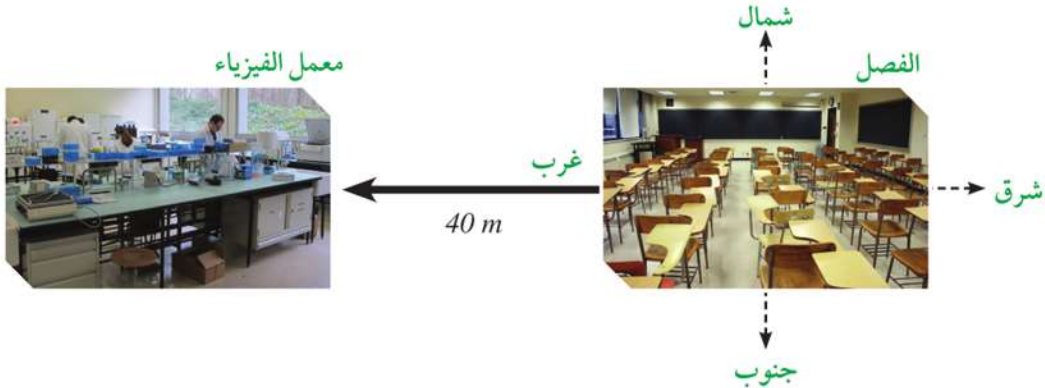 شمال
الفصل
معمل الفيزياء
غرب
شرق
40 m
جنوب